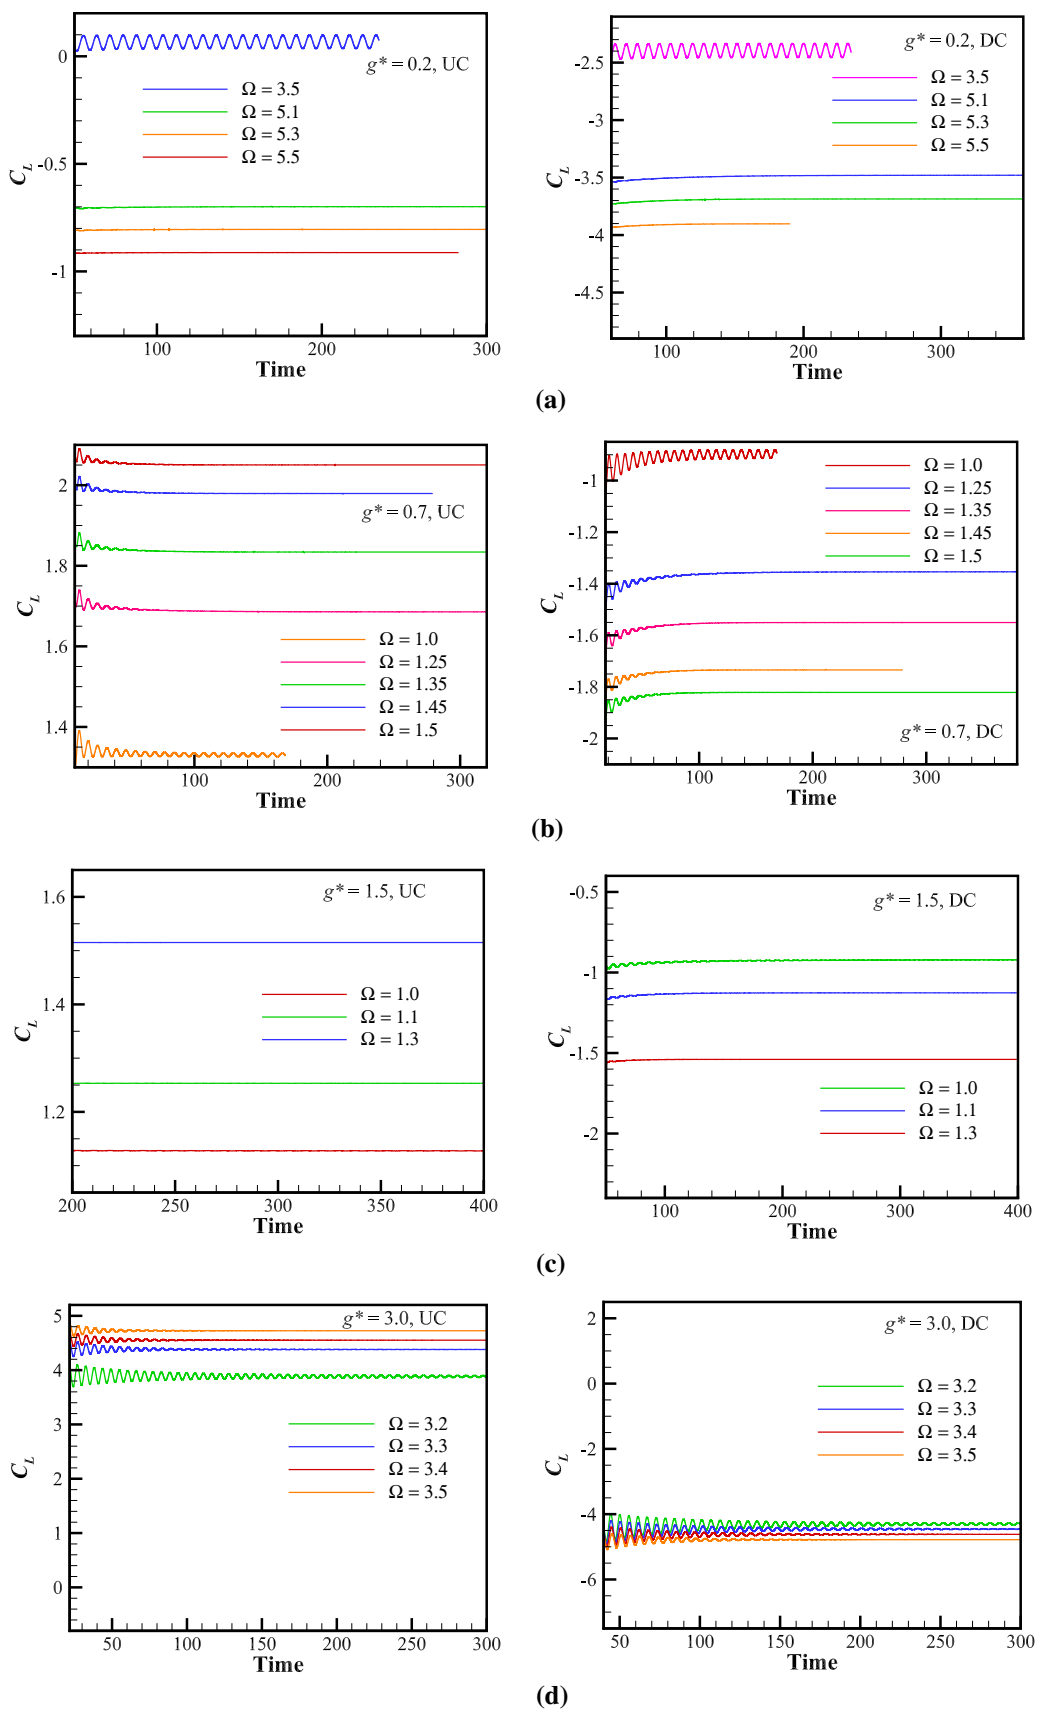 0
-0.5
-1
C_L
g* = 0.2, UC
Ω = 3.5
Ω = 5.1
Ω = 5.3
Ω = 5.5
100
200
300
Time
-2.5
-3
-3.5
-4
-4.5
C_L
g* = 0.2, DC
Ω = 3.5
Ω = 5.1
Ω = 5.3
Ω = 5.5
100
200
300
Time
(a)
2
1.8
1.6
1.4
C_L
g* = 0.7, UC
Ω = 1.0
Ω = 1.25
Ω = 1.35
Ω = 1.45
Ω = 1.5
100
200
300
Time
-1
-1.2
-1.4
-1.6
-1.8
-2
C_L
Ω = 1.0
Ω = 1.25
Ω = 1.35
Ω = 1.45
Ω = 1.5
g* = 0.7, DC
100
200
300
Time
(b)
1.6
1.4
1.2
C_L
g* = 1.5, UC
Ω = 1.0
Ω = 1.1
Ω = 1.3
200
250
300
350
400
Time
-0.5
-1
-1.5
-2
C_L
g* = 1.5, DC
Ω = 1.0
Ω = 1.1
Ω = 1.3
100
200
300
400
Time
(c)
5
4
3
2
1
0
C_L
g* = 3.0, UC
Ω = 3.2
Ω = 3.3
Ω = 3.4
Ω = 3.5
50
100
150
200
250
300
Time
2
0
-2
-4
-6
C_L
g* = 3.0, DC
Ω = 3.2
Ω = 3.3
Ω = 3.4
Ω = 3.5
50
100
150
200
250
300
Time
(d)